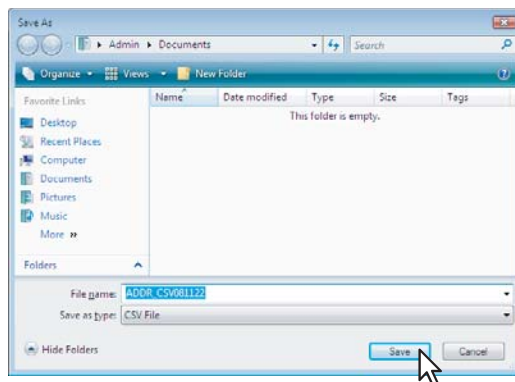 Save As
Admin Documents Search
Organize Views New Folder
Favorite Links Name Date modified Type Size Tags
This folder is empty.
Desktop
Recent Places
Computer
Documents
Pictures
Music
More »
Folders
File name: ADDR_CSV081122
Save as type: CSV File
Hide Folders Save Cancel